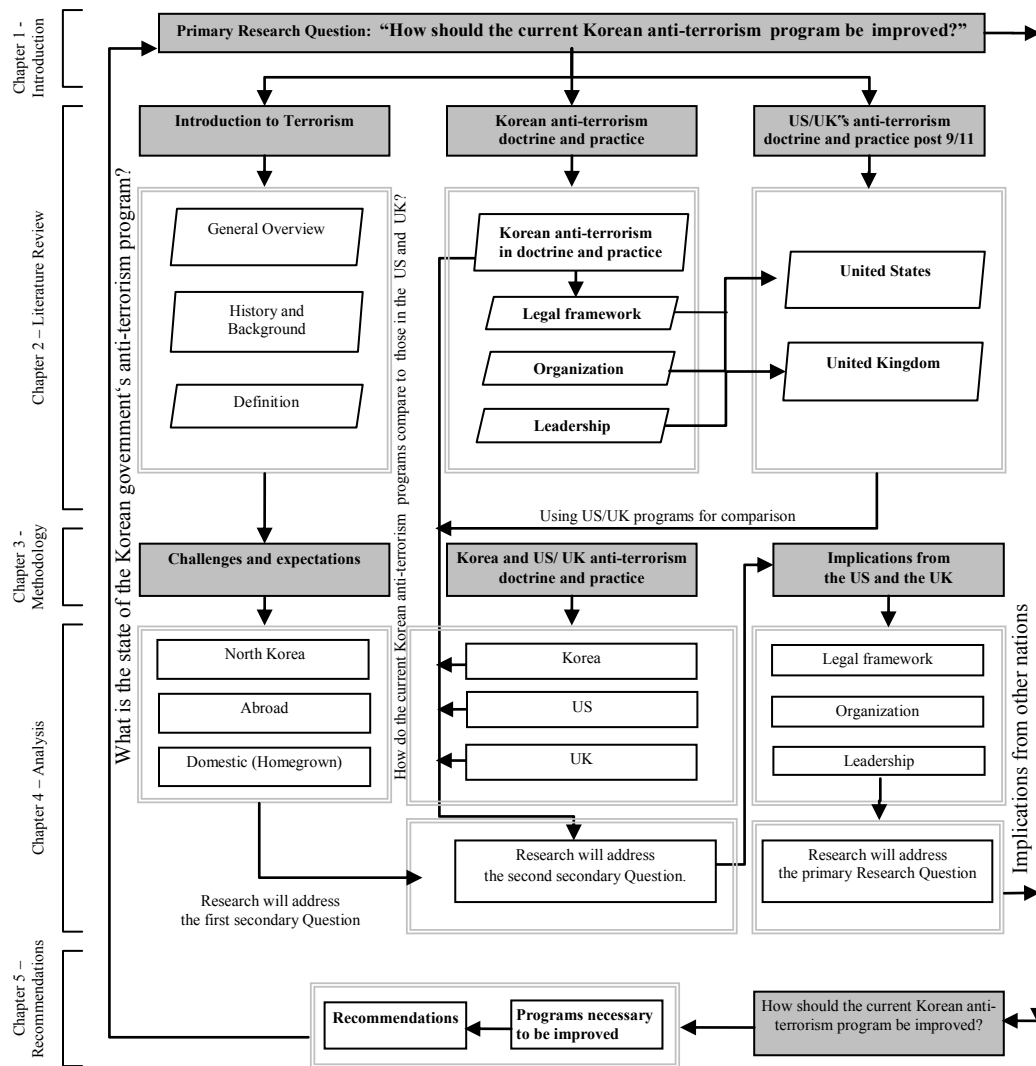 Chapter 1 -
Introduction
Primary Research Question: “How should the current Korean anti-terrorism program be improved?”
Chapter 2 – Literature Review
Introduction to Terrorism
Korean anti-terrorism
doctrine and practice
US/UK‟s anti-terrorism
doctrine and practice post 9/11
What is the state of the Korean government‘s anti-terrorism program?
General Overview
History and
Background
Definition
How do the current Korean anti-terrorism programs compare to those in the US and UK?
Korean anti-terrorism
in doctrine and practice
Legal framework
Organization
Leadership
United States
United Kingdom
Using US/UK programs for comparison
Chapter 3 -
Methodology
Challenges and expectations
Korea and US/ UK anti-terrorism
doctrine and practice
Implications from
the US and the UK
Chapter 4 – Analysis
North Korea
Abroad
Domestic (Homegrown)
Korea
US
UK
Legal framework
Organization
Leadership
Implications from other nations
Research will address
the first secondary Question
Research will address
the second secondary Question.
Research will address
the primary Research Question
Chapter 5 –
Recommendations
Recommendations
Programs necessary
to be improved
How should the current Korean anti-
terrorism program be improved?